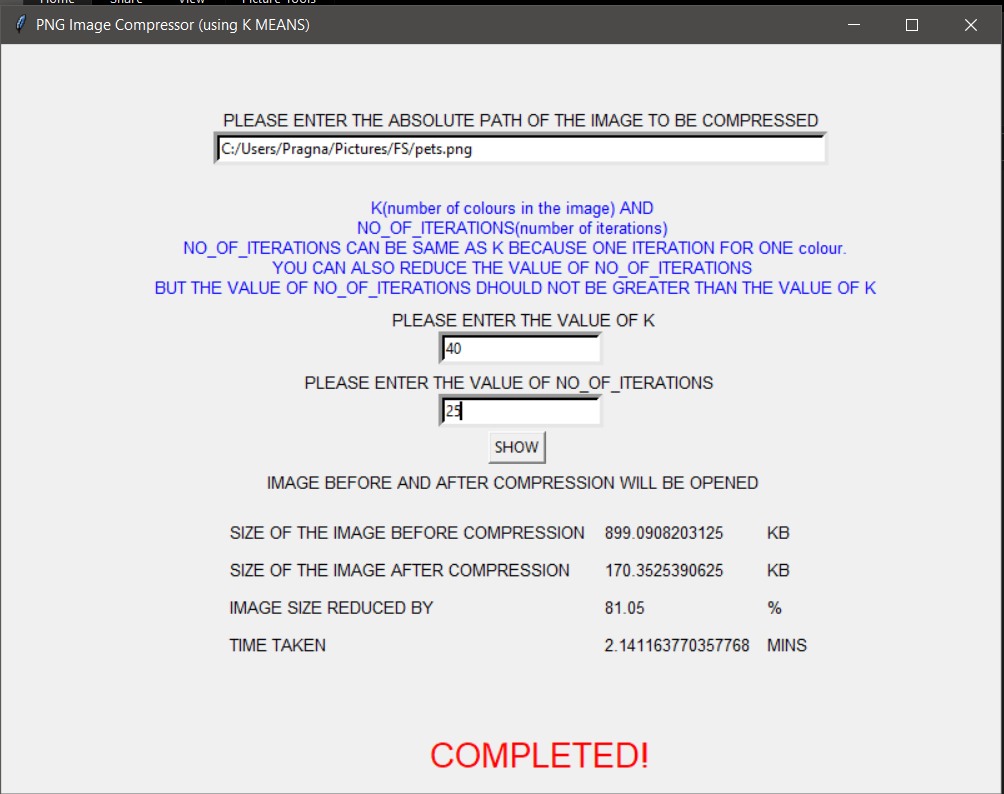 Home Share View Picture Tools
PNG Image Compressor (using K MEANS)
PLEASE ENTER THE ABSOLUTE PATH OF THE IMAGE TO BE COMPRESSED
C:/Users/Pragna/Pictures/FS/pets.png
K(number of colours in the image) AND
NO_OF_ITERATIONS(number of iterations)
NO_OF_ITERATIONS CAN BE SAME AS K BECAUSE ONE ITERATION FOR ONE colour.
YOU CAN ALSO REDUCE THE VALUE OF NO_OF_ITERATIONS
BUT THE VALUE OF NO_OF_ITERATIONS DHOULD NOT BE GREATER THAN THE VALUE OF K
PLEASE ENTER THE VALUE OF K
40
PLEASE ENTER THE VALUE OF NO_OF_ITERATIONS
25
SHOW
IMAGE BEFORE AND AFTER COMPRESSION WILL BE OPENED
SIZE OF THE IMAGE BEFORE COMPRESSION 899.0908203125 KB
SIZE OF THE IMAGE AFTER COMPRESSION 170.3525390625 KB
IMAGE SIZE REDUCED BY 81.05 %
TIME TAKEN 2.141163770357768 MINS
COMPLETED!